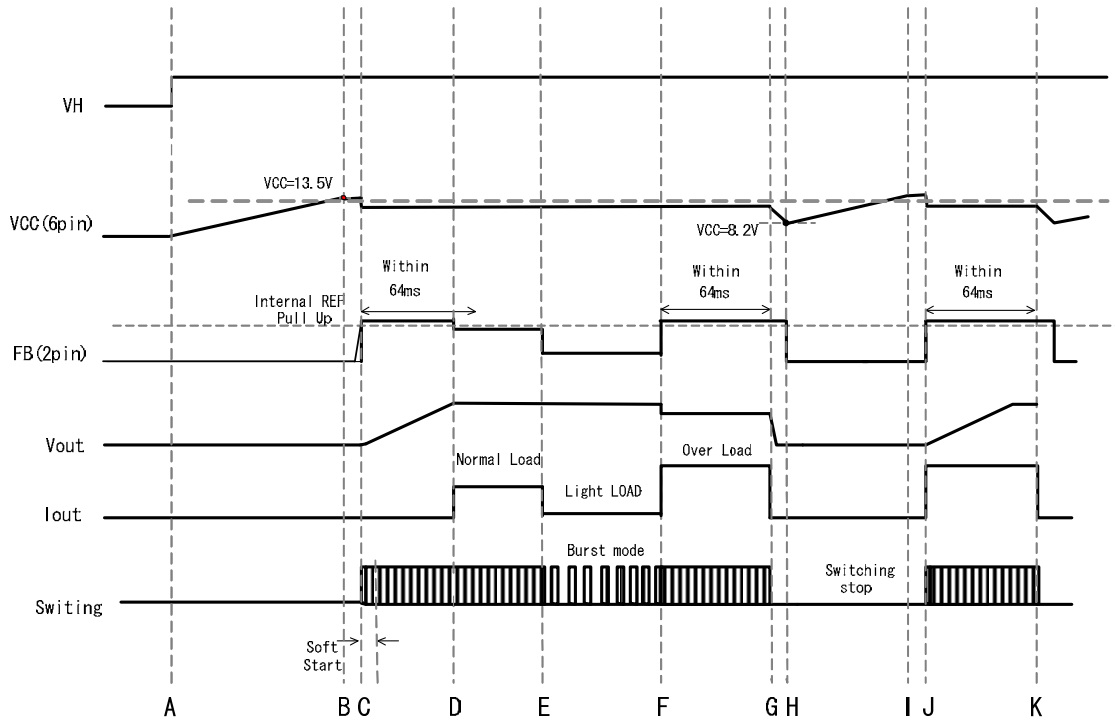 VH
VCC=13.5V
VCC(6pin)
VCC=8.2V
Within
64ms
Within
64ms
Within
64ms
Internal REF
Pull Up
FB(2pin)
Vout
Normal Load
Over Load
Light LOAD
Iout
Burst mode
Switching
stop
Switing
Soft
Start
A B C D E F G H I J K